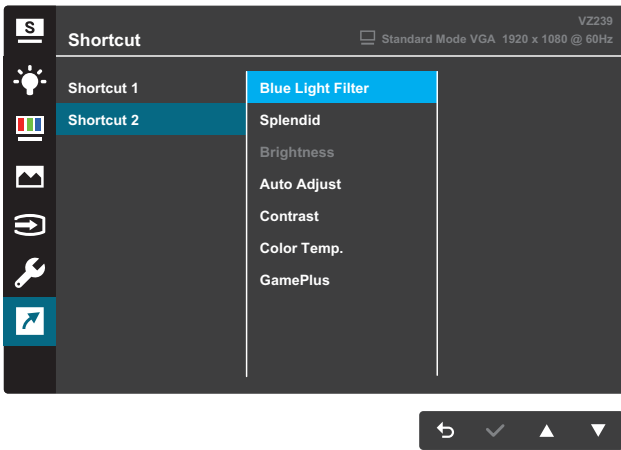 S
VZ239
Shortcut
Standard Mode VGA 1920 x 1080 @ 60Hz
Shortcut 1
Shortcut 2
Blue Light Filter
Splendid
Brightness
Auto Adjust
Contrast
Color Temp.
GamePlus